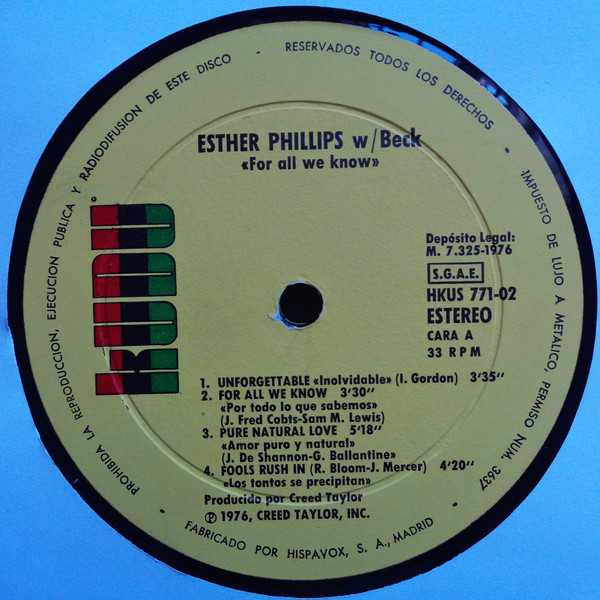 PROHIBIDA LA REPRODUCCION, EJECUCION PUBLICA Y RADIODIFUSION DE ESTE DISCO - RESERVADOS TODOS LOS DERECHOS - IMPUESTO DE LUJO A METALICO, PERMISO NUM. 3637
ESTHER PHILLIPS w/Beck
«For all we know»
KUDU®
Depósito Legal:
M. 7.325-1976
S.G.A.E.
HKUS 771-02
ESTEREO
CARA A
33 RPM
1. UNFORGETTABLE «Inolvidable» (I. Gordon) 3'35"
2. FOR ALL WE KNOW 3'30"
«Por todo lo que sabemos»
(J. Fred Cobts-Sam M. Lewis)
3. PURE NATURAL LOVE 5'18"
«Amor puro y natural»
(J. De Shannon-G. Ballantine»
4. FOOLS RUSH IN (R. Bloom-J. Mercer) 4'20"
«Los tontos se precipitan»
Producido por Creed Taylor
℗ 1976, CREED TAYLOR, INC.
- FABRICADO POR HISPAVOX, S. A., MADRID -